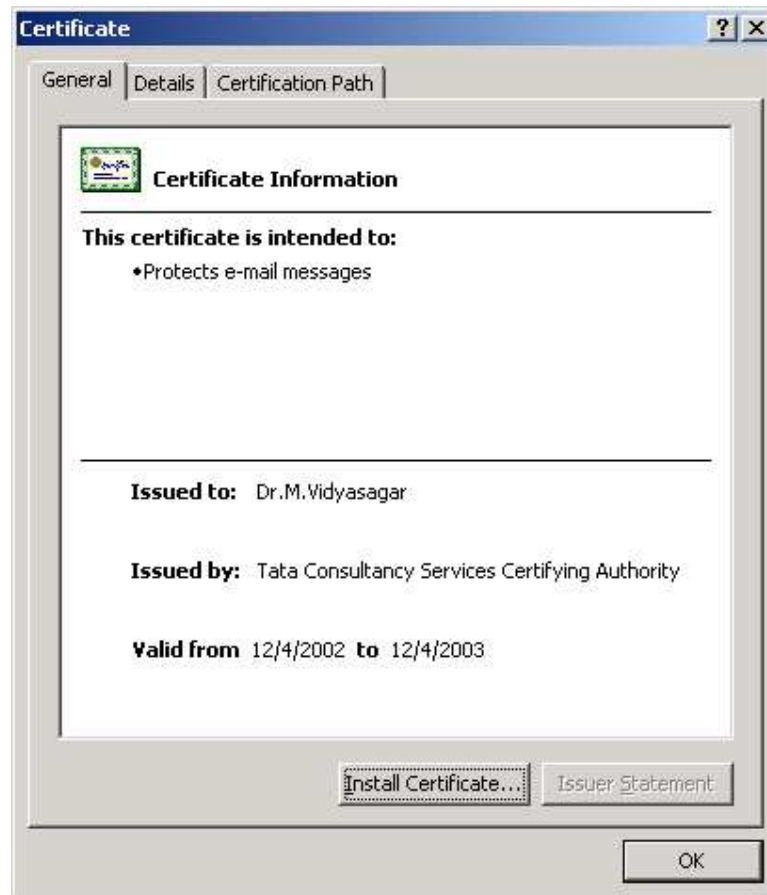 Certificate
General Details Certification Path
Certificate Information
This certificate is intended to:
•Protects e-mail messages
Issued to: Dr.M.Vidyasagar
Issued by: Tata Consultancy Services Certifying Authority
Valid from 12/4/2002 to 12/4/2003
Install Certificate... Issuer Statement
OK